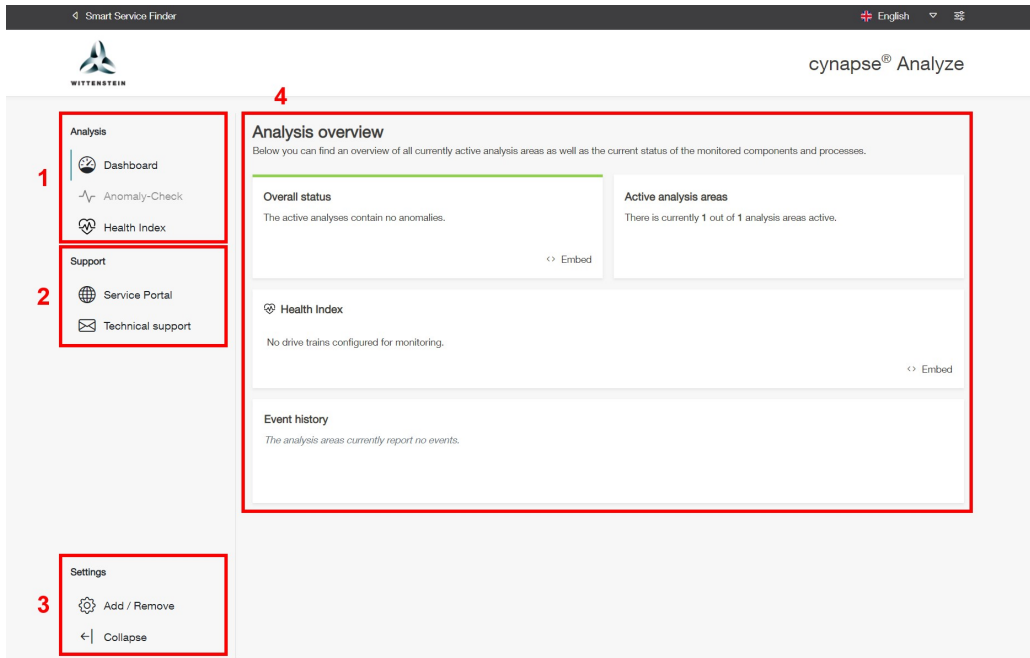 Smart Service Finder
English
WITTENSTEIN
cynapse® Analyze
4
Analysis
1
Dashboard
Anomaly-Check
Health Index
Support
2
Service Portal
Technical support
Settings
3
Add / Remove
Collapse
Analysis overview
Below you can find an overview of all currently active analysis areas as well as the current status of the monitored components and processes.
Overall status
The active analyses contain no anomalies.
<> Embed
Active analysis areas
There is currently 1 out of 1 analysis areas active.
Health Index
No drive trains configured for monitoring.
<> Embed
Event history
The analysis areas currently report no events.